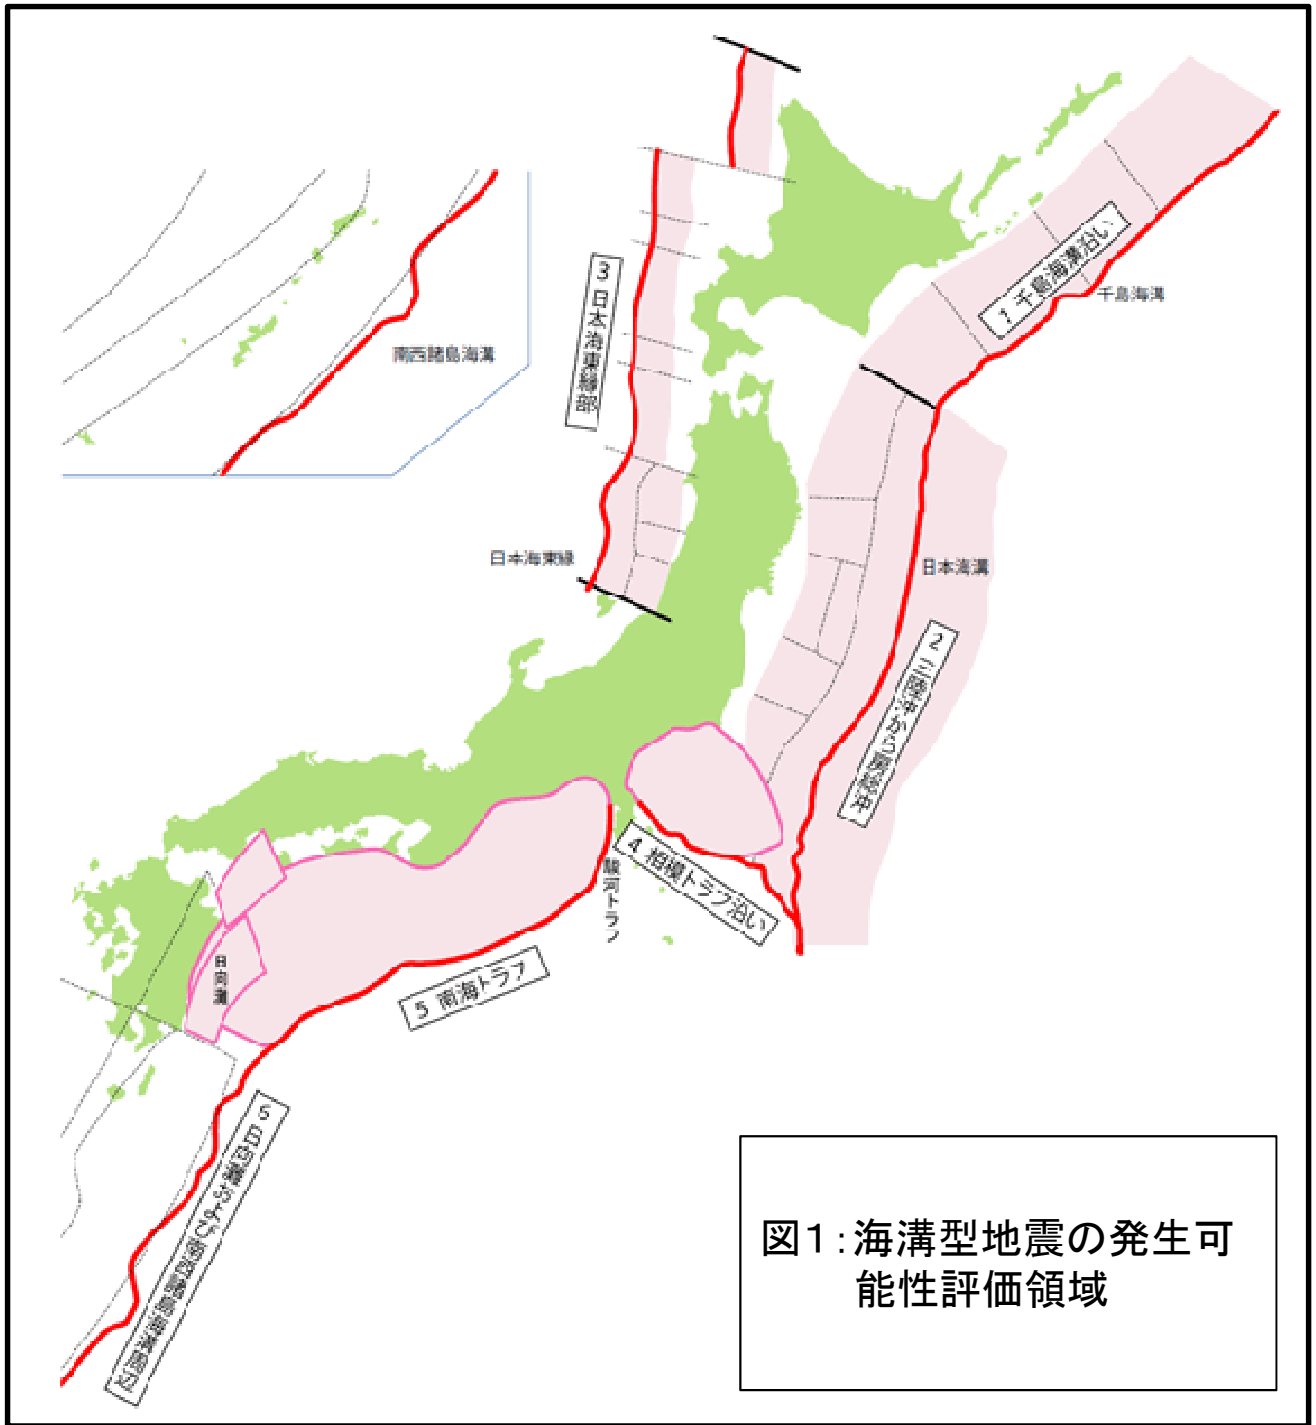 南西諸島海溝
3 日本海東縁部
1 千島海溝沿い
千島海溝
日本海東縁
日本海溝
2 三陸沖から房総沖
4 相模トラフ沿い
駿河トラフ
日向灘
5 南海トラフ
6 日向灘および南西諸島海溝周辺
図1:海溝型地震の発生可
能性評価領域